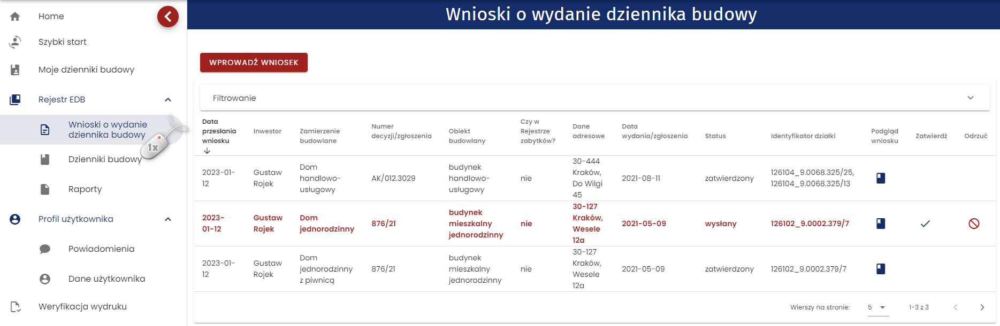 Home
Szybki start
Moje dzienniki budowy
Rejestr EDB
Wnioski o wydanie
dziennika budowy
1x
Dzienniki budowy
Raporty
Profil użytkownika
Powiadomienia
Dane użytkownika
Weryfikacja wydruku
Wnioski o wydanie dziennika budowy
WPROWADŹ WNIOSEK
Filtrowanie
Data
przesłania
wniosku
Inwestor
Zamierzenie
budowlane
Numer
decyzji/zgłoszenia
Obiekt
budowlany
Czy w
Rejestrze
zabytków?
Dane
adresowe
Data
wydania/zgłoszenia
Status
Identyfikator działki
Podgląd
wniosku
Zatwierdź
Odrzuć
2023-01-
12
Gustaw
Rojek
Dom
handlowo-
usługowy
AK/012.3029
budynek
handlowo-
usługowy
nie
30-444
Kraków,
Do Wilgi
45
2021-08-11
zatwierdzony
126104_9.0068.325/25,
126104_9.0068.325/13
2023-
01-12
Gustaw
Rojek
Dom
jednorodzinny
876/21
budynek
mieszkalny
jednorodzinny
nie
30-127
Kraków,
Wesele
12a
2021-05-09
wysłany
126102_9.0002.379/7
2023-01-
12
Gustaw
Rojek
Dom
jednorodzinny
z piwnicą
876/21
budynek
mieszkalny
jednorodzinny
nie
30-127
Kraków,
Wesele
12a
2021-05-09
zatwierdzony
126102_9.0002.379/7
Wierszy na stronie:
5
1-3 z 3